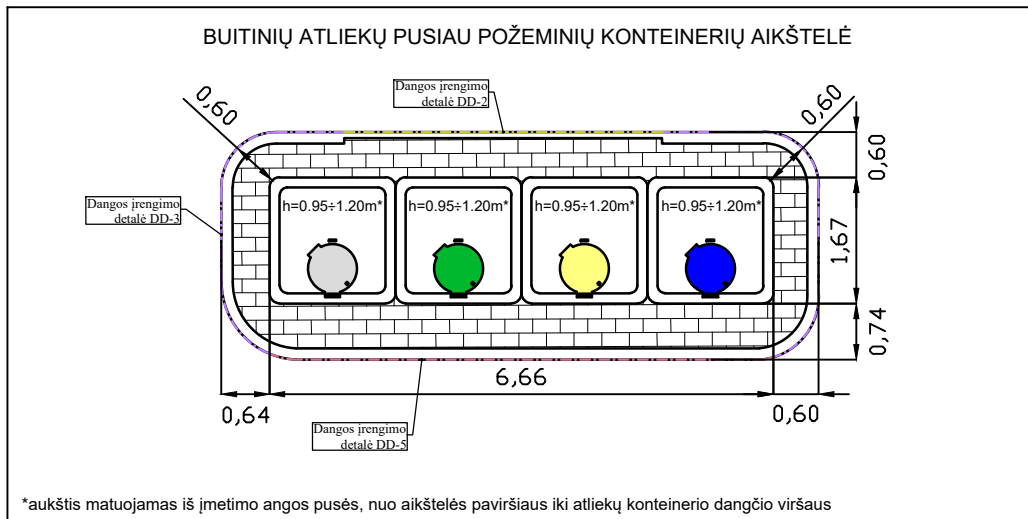 BUITINIŲ ATLIEKŲ PUSIAU POŽEMINIŲ KONTEINERIŲ AIKŠTELĖ
Dangos įrengimo
detalė DD-2
0,60
0,60
0,60
Dangos įrengimo
detalė DD-3
h=0.95÷1.20m*
h=0.95÷1.20m*
h=0.95÷1.20m*
h=0.95÷1.20m*
1,67
0,74
6,66
0,64
0,60
Dangos įrengimo
detalė DD-5
*aukštis matuojamas iš įmetimo angos pusės, nuo aikštelės paviršiaus iki atliekų konteinerio dangčio viršaus